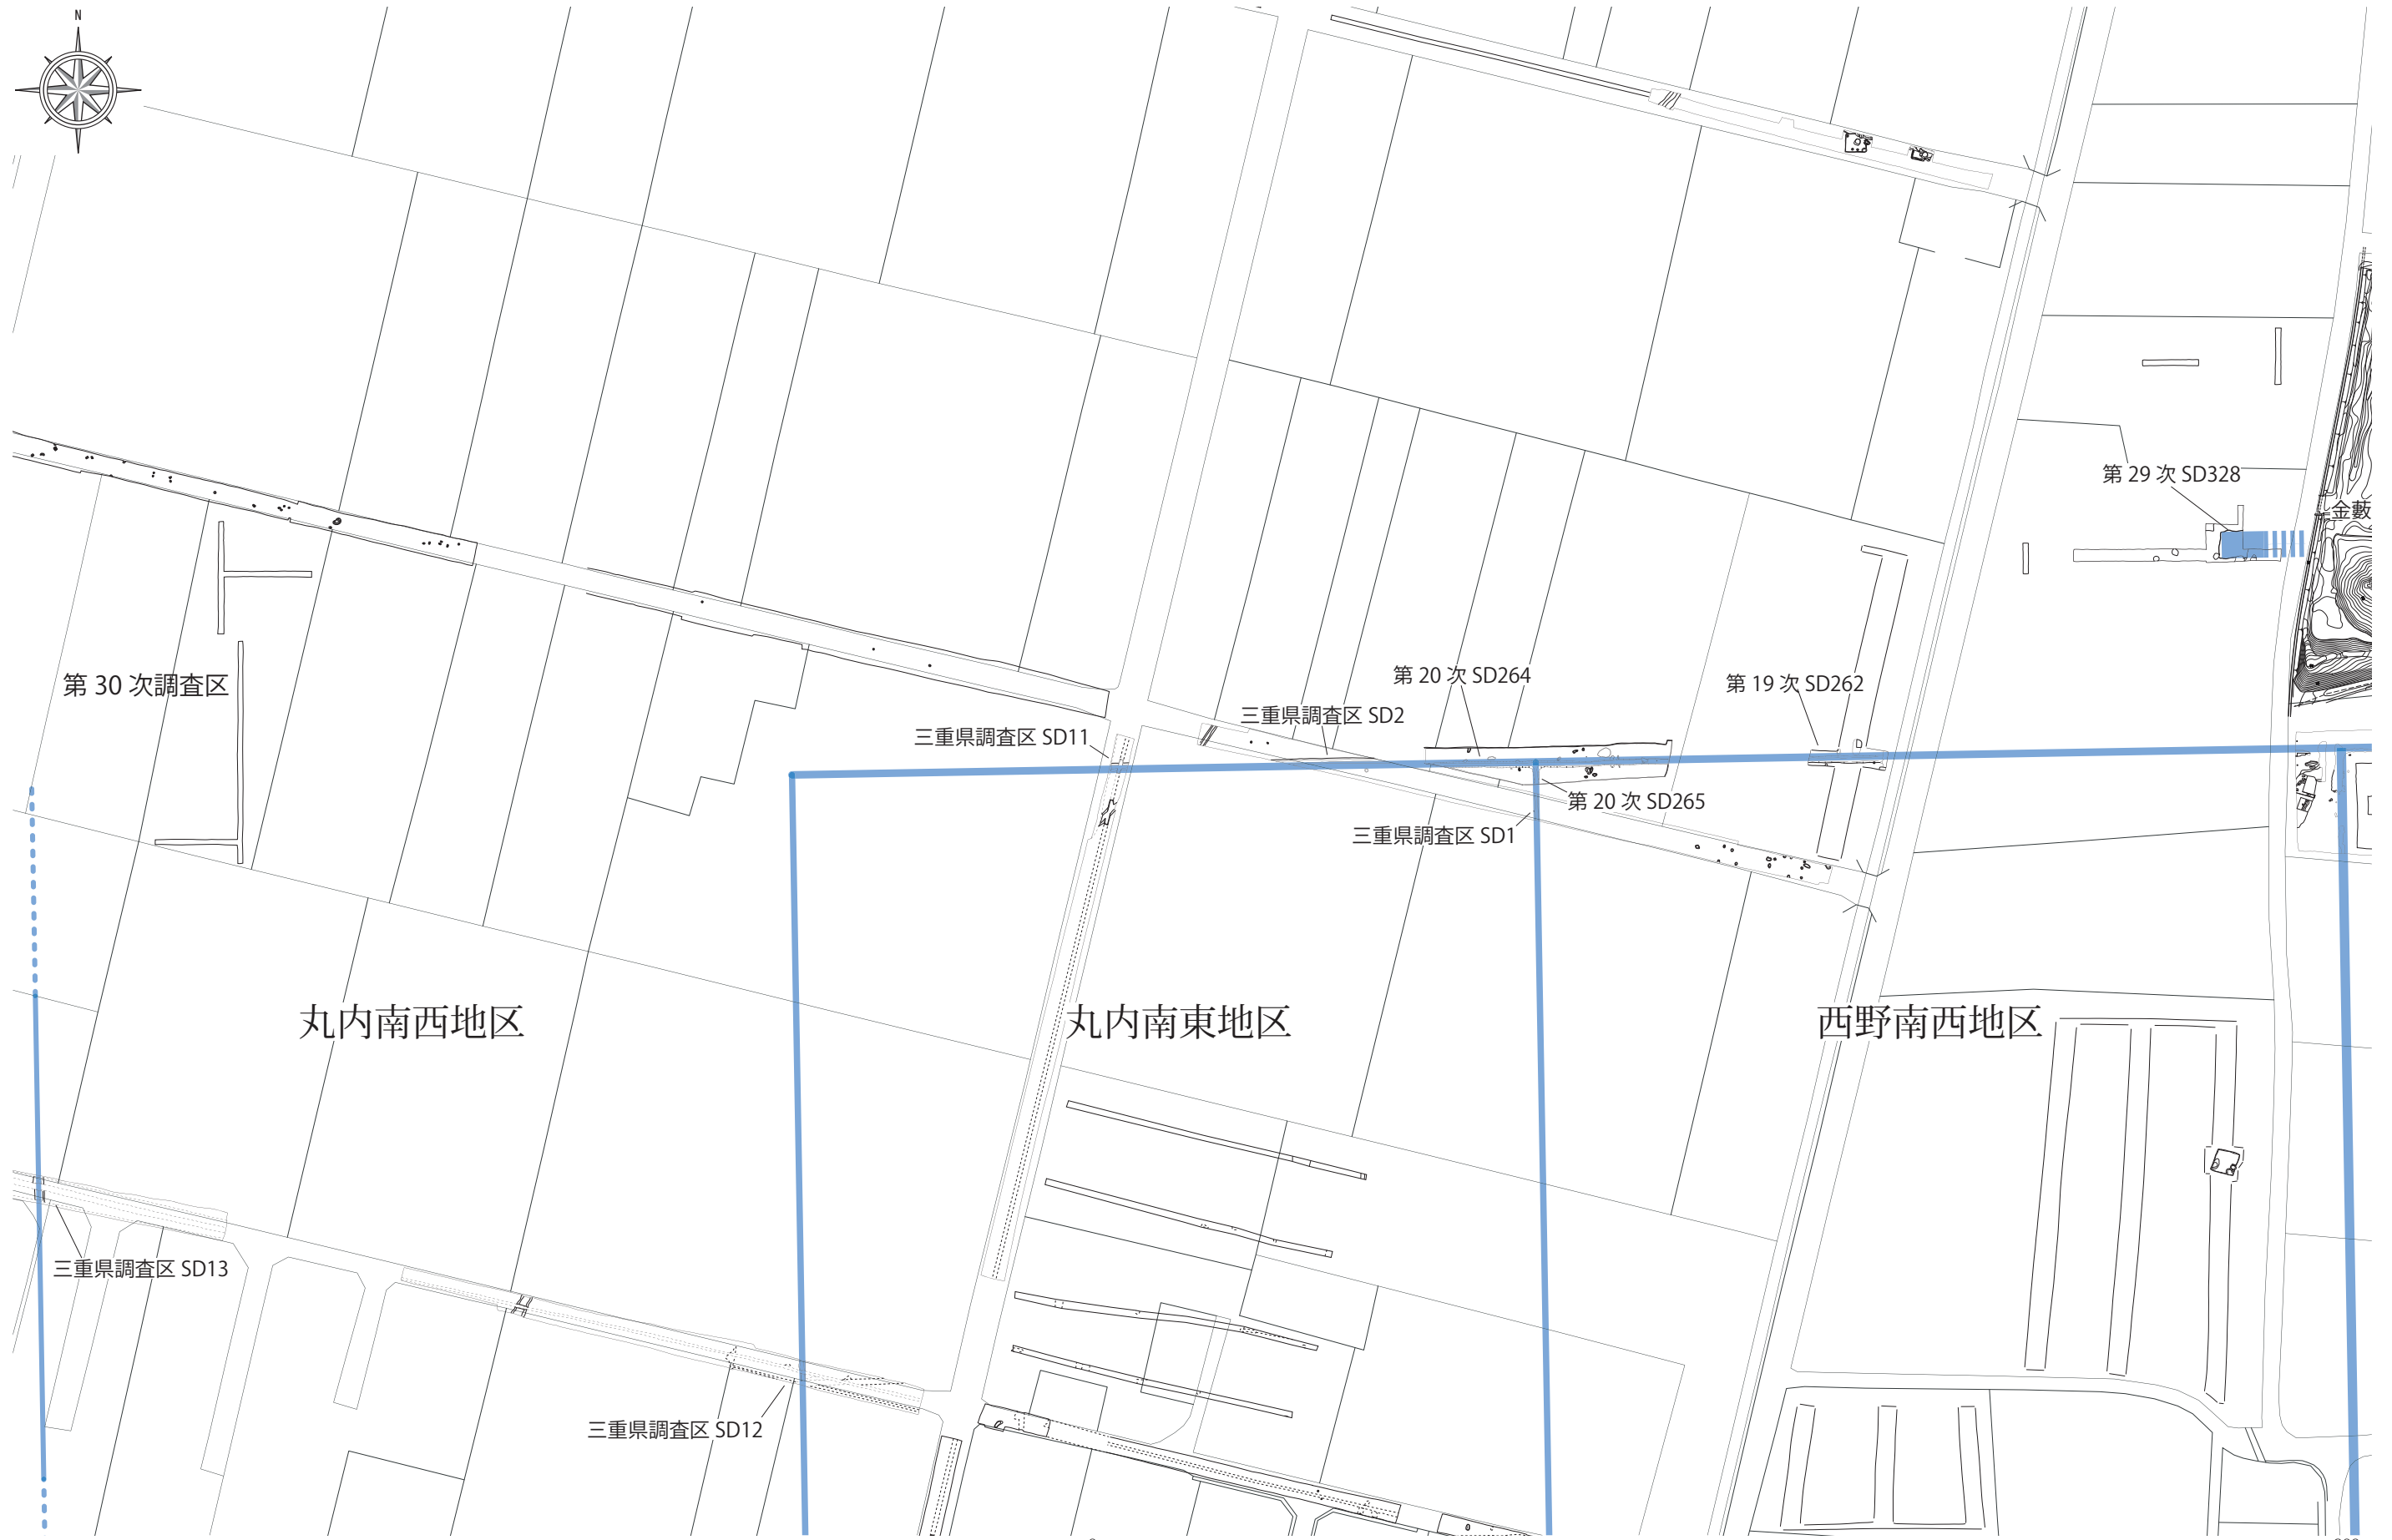 N
第 29 次 SD328
金藪
第 20 次 SD264
第 19 次 SD262
第 30 次調査区
三重県調査区 SD2
三重県調査区 SD11
第 20 次 SD265
三重県調査区 SD1
丸内南西地区
丸内南東地区
西野南西地区
三重県調査区 SD13
三重県調査区 SD12